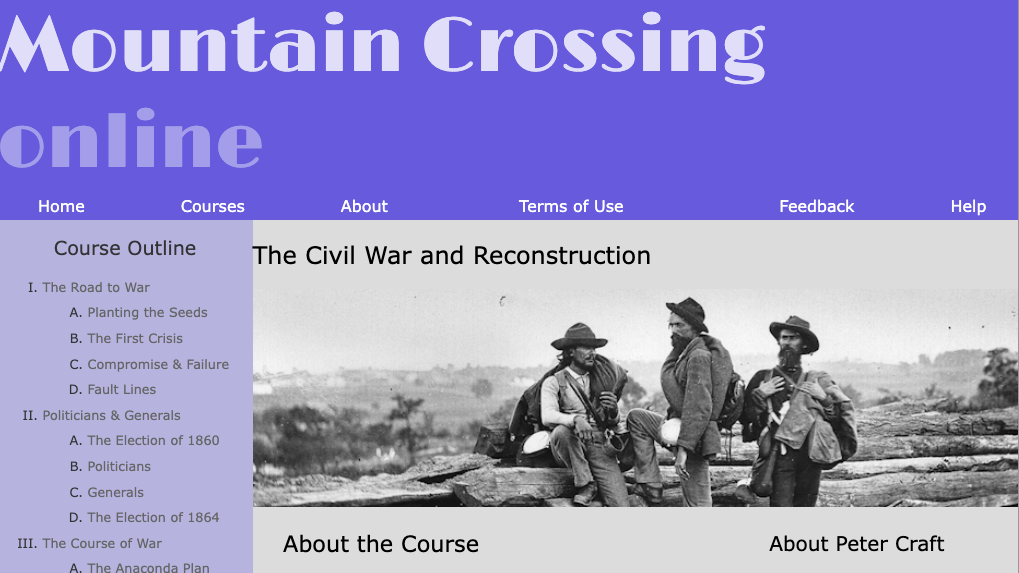 Mountain Crossing
online
Home Courses About Terms of Use Feedback Help
Course Outline
I. The Road to War
A. Planting the Seeds
B. The First Crisis
C. Compromise & Failure
D. Fault Lines
II. Politicians & Generals
A. The Election of 1860
B. Politicians
C. Generals
D. The Election of 1864
III. The Course of War
A. The Anaconda Plan
The Civil War and Reconstruction
About the Course
About Peter Craft